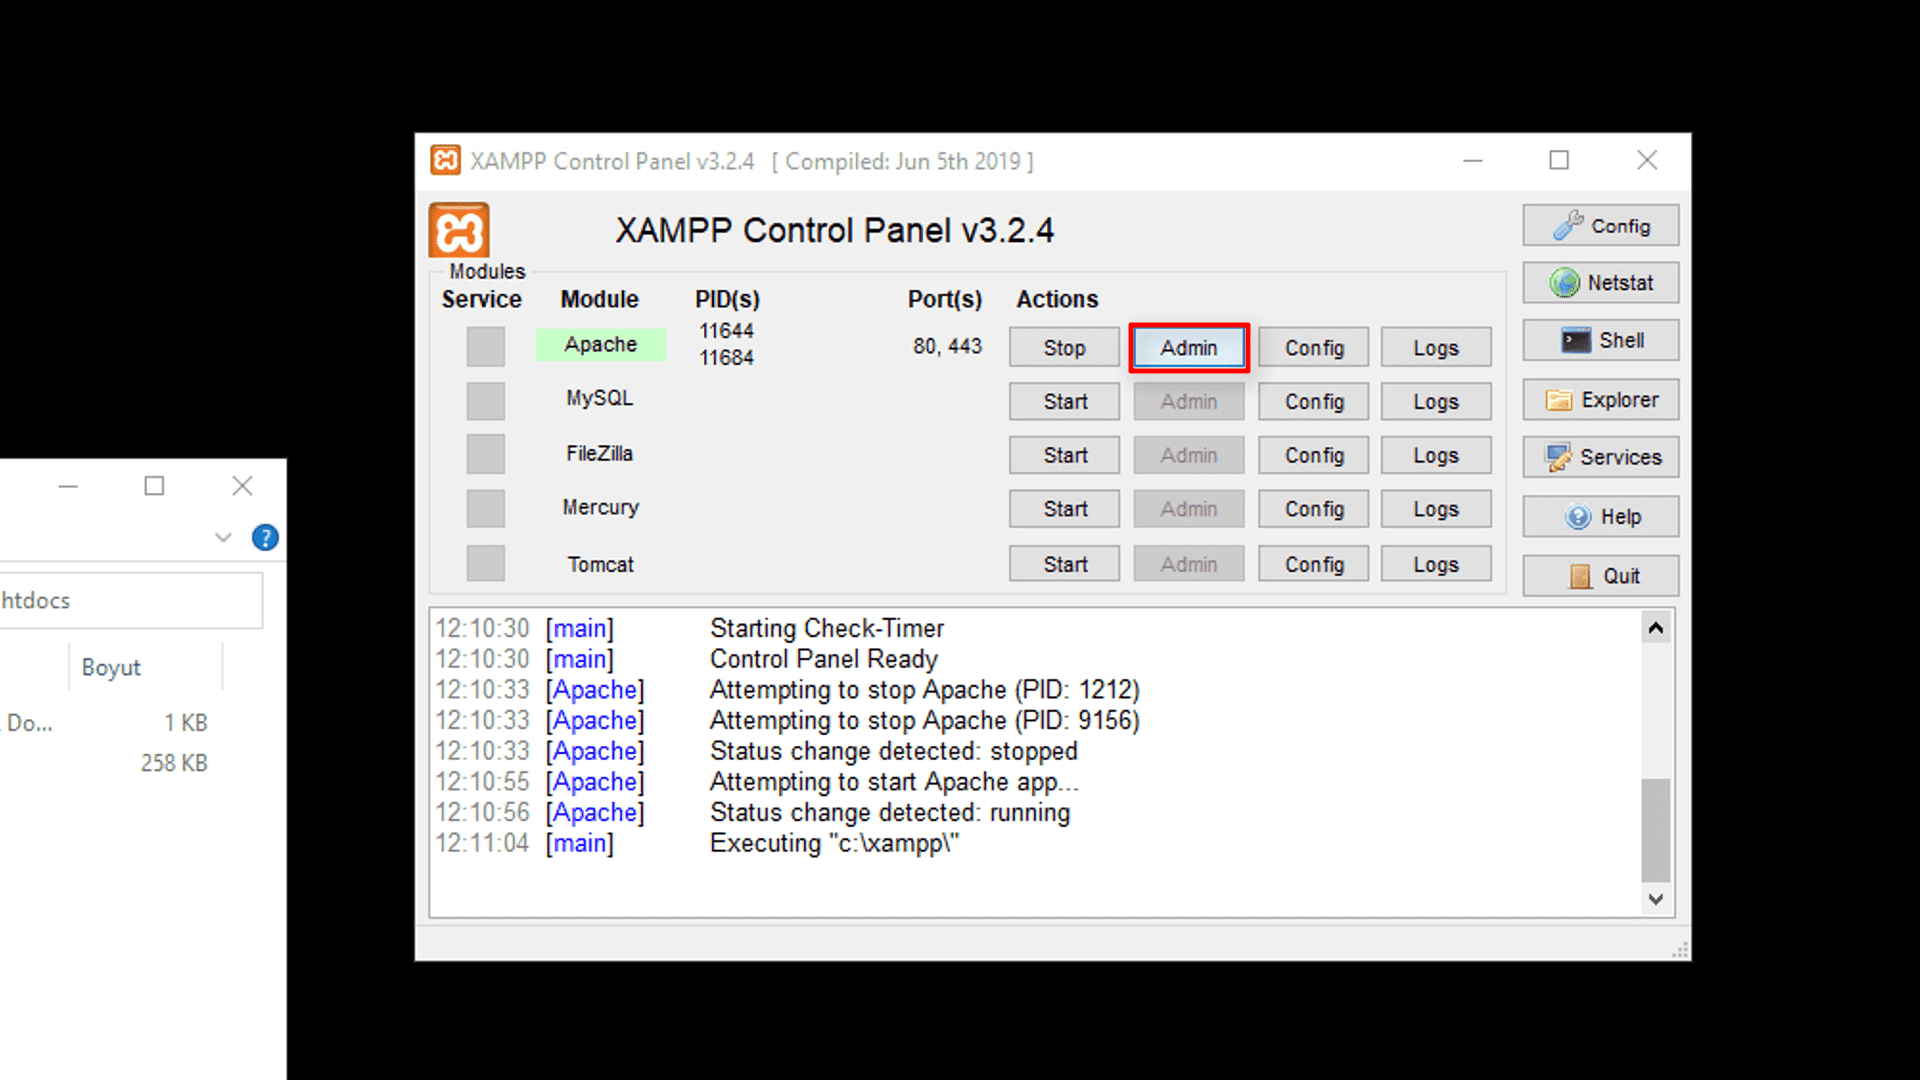 XAMPP Control Panel v3.2.4 [ Compiled: Jun 5th 2019 ]
XAMPP Control Panel v3.2.4
Modules
Service Module PID(s) Port(s) Actions
Apache 11644 11684 80, 443 Stop Admin Config Logs
MySQL Start Admin Config Logs
FileZilla Start Admin Config Logs
Mercury Start Admin Config Logs
Tomcat Start Admin Config Logs
Config
Netstat
Shell
Explorer
Services
Help
Quit
12:10:30 [main] Starting Check-Timer
12:10:30 [main] Control Panel Ready
12:10:33 [Apache] Attempting to stop Apache (PID: 1212)
12:10:33 [Apache] Attempting to stop Apache (PID: 9156)
12:10:33 [Apache] Status change detected: stopped
12:10:55 [Apache] Attempting to start Apache app...
12:10:56 [Apache] Status change detected: running
12:11:04 [main] Executing "c:\xampp\"
htdocs
Boyut
Do... 1 KB
258 KB